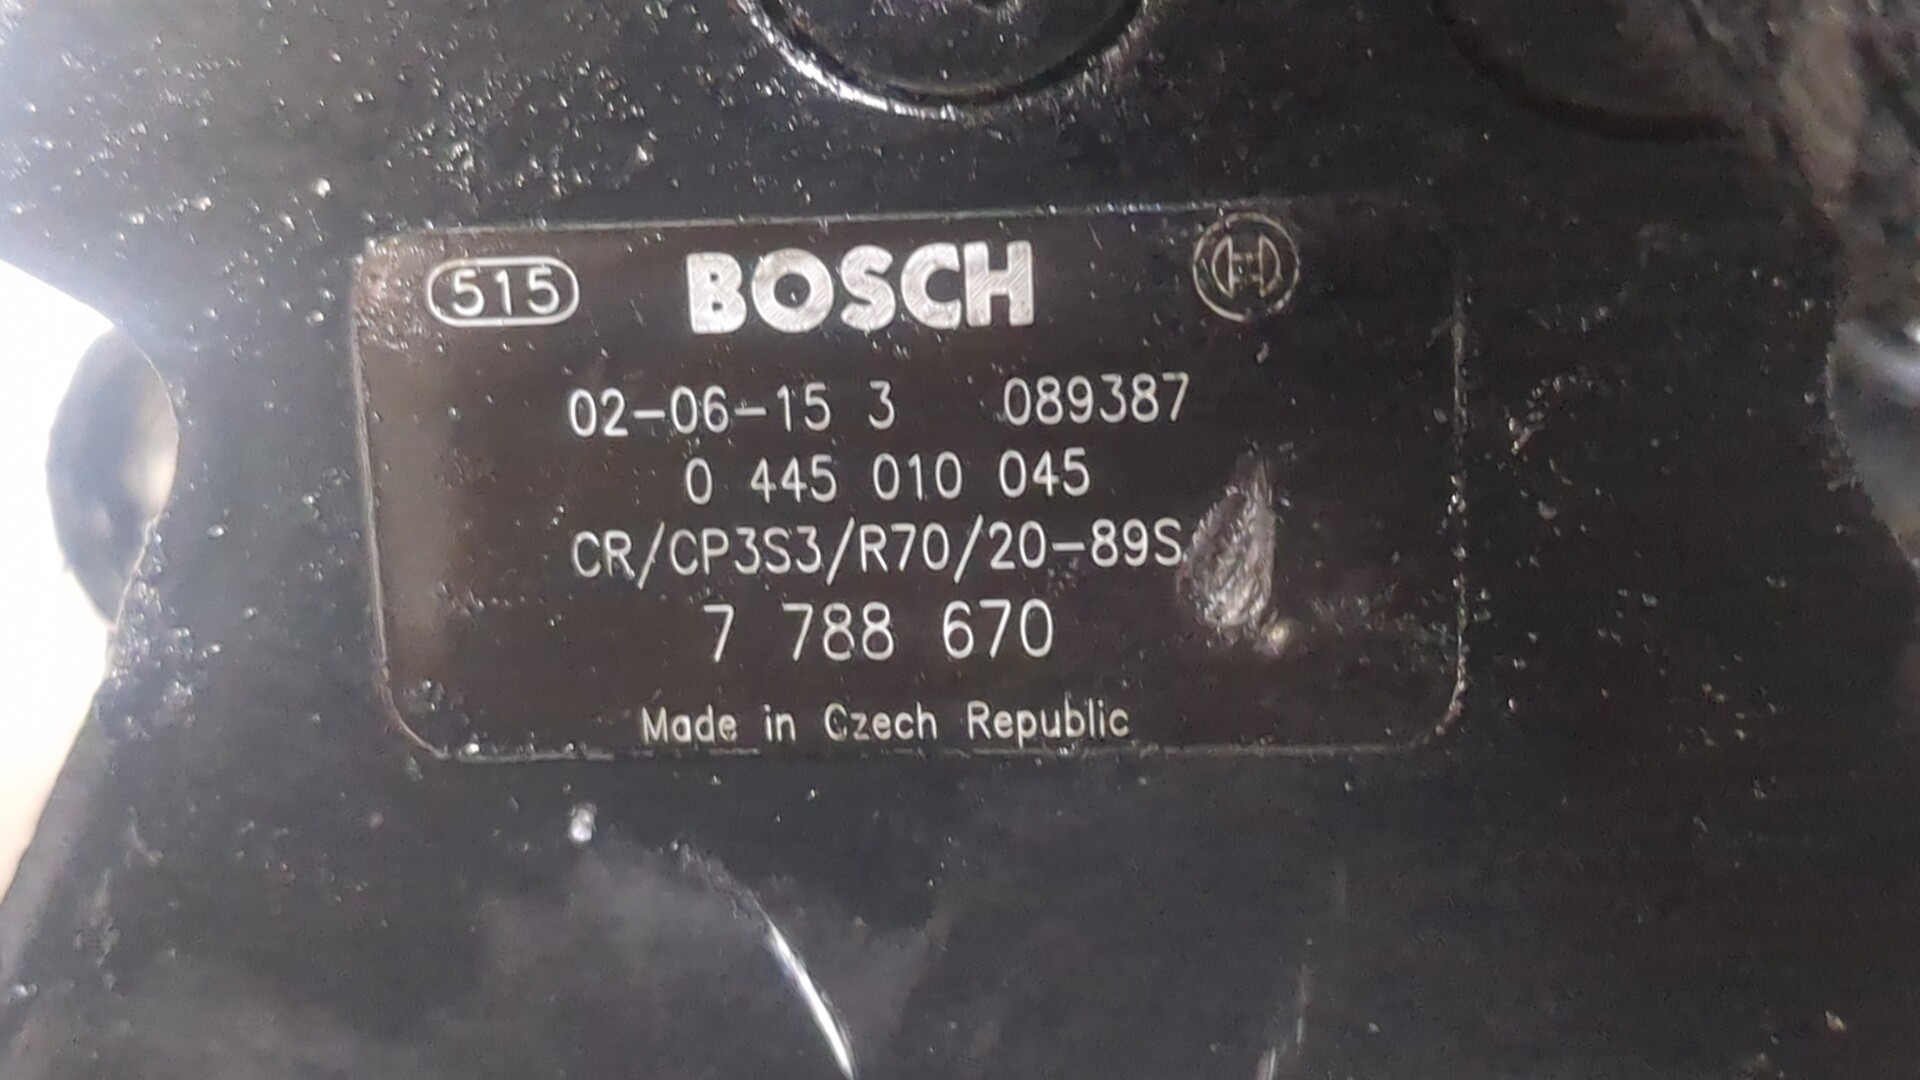 515 BOSCH
02-06-15 3 089387
0 445 010 045
CR/CP3S3/R70/20-89S
7 788 670
Made in Czech Republic